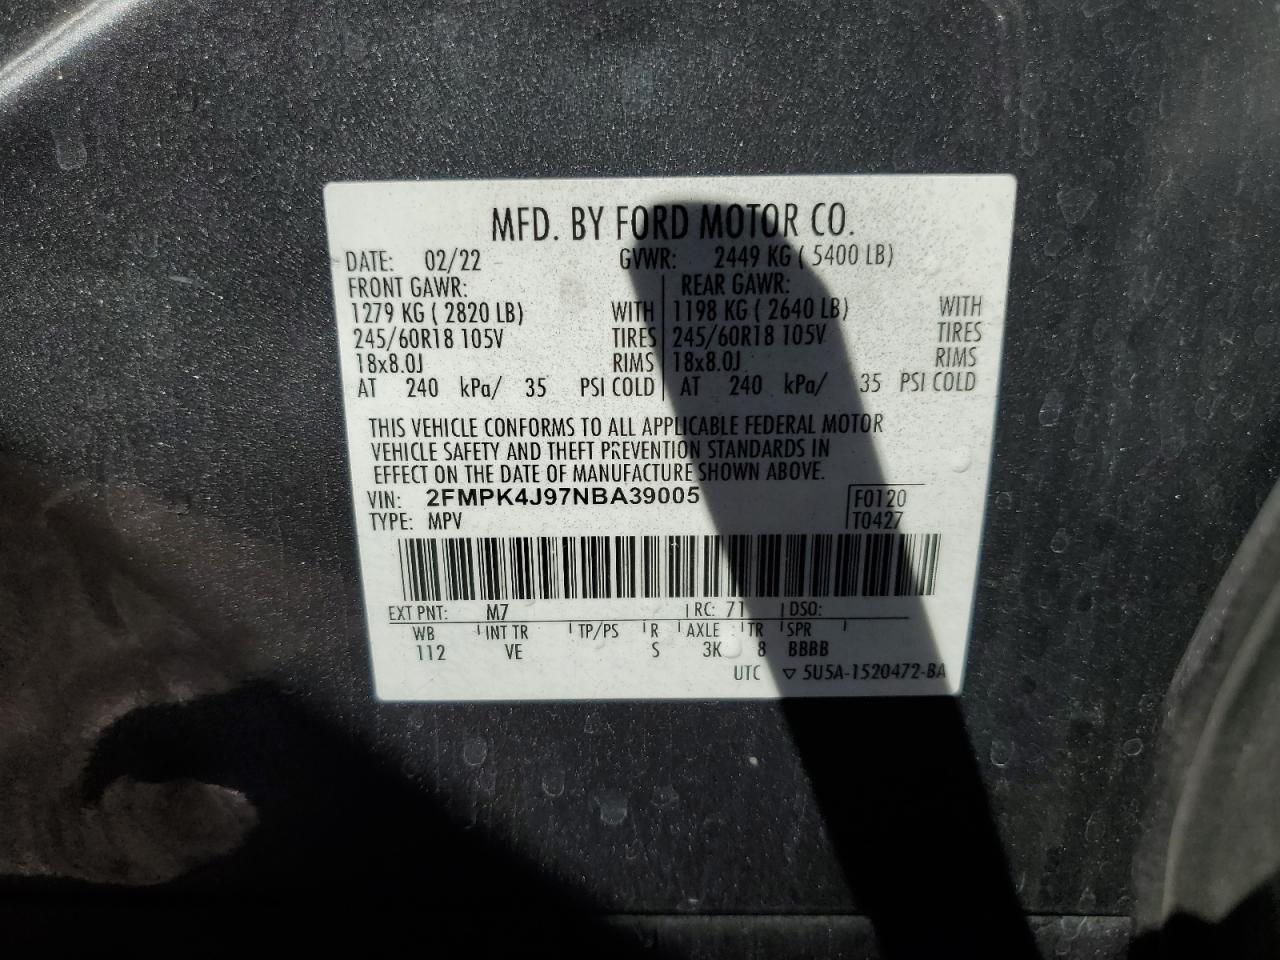 MFD. BY FORD MOTOR CO.
DATE: 02/22 GVWR: 2449 KG ( 5400 LB)
FRONT GAWR: REAR GAWR:
1279 KG ( 2820 LB) WITH 1198 KG ( 2640 LB) WITH
245/60R18 105V TIRES 245/60R18 105V TIRES
18x8.0J RIMS 18x8.0J RIMS
AT 240 kPa/ 35 PSI COLD AT 240 kPa/ 35 PSI COLD
THIS VEHICLE CONFORMS TO ALL APPLICABLE FEDERAL MOTOR
VEHICLE SAFETY AND THEFT PREVENTION STANDARDS IN
EFFECT ON THE DATE OF MANUFACTURE SHOWN ABOVE.
VIN: 2FMPK4J97NBA39005 F0120
TYPE: MPV T0427
EXT PNT: M7 RC: 71 DSO:
WB INT TR TP/PS R AXLE TR SPR
112 VE S 3K 8 BBBB
UTC ▽ 5U5A-1520472-BA